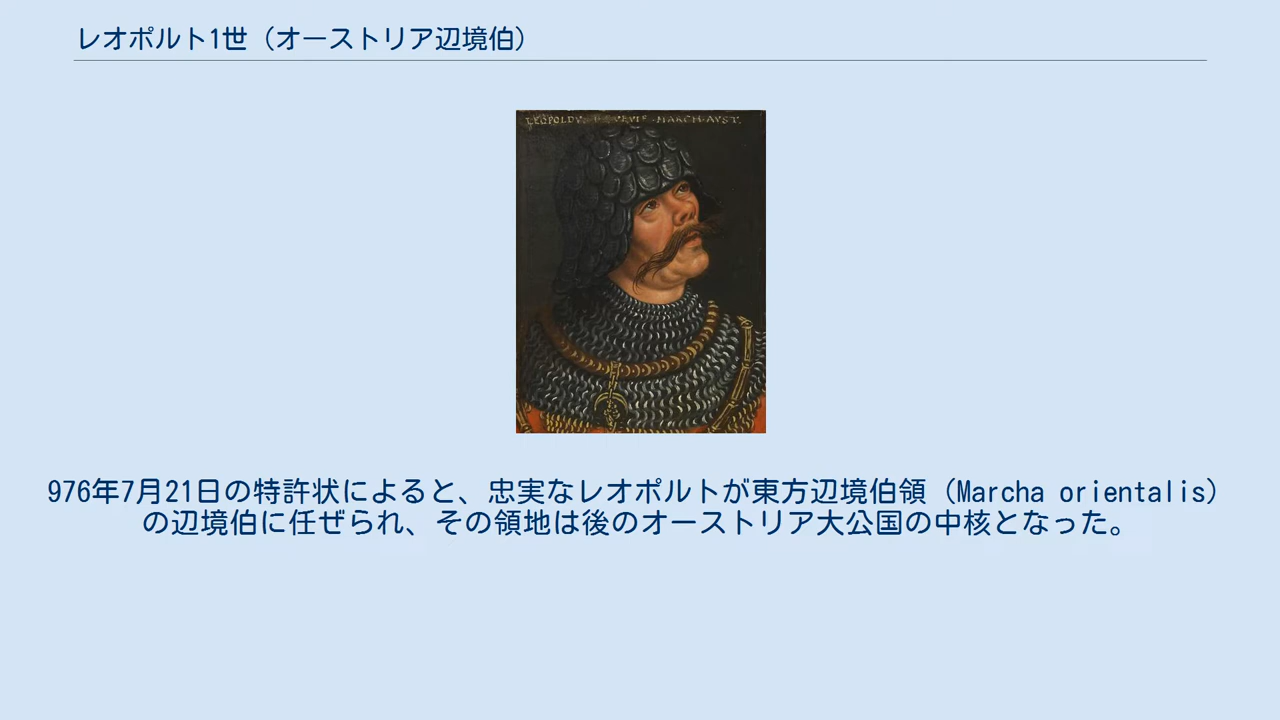 レオポルト1世（オーストリア辺境伯）
MARCH·AVST.
976年7月21日の特許状によると、忠実なレオポルトが東方辺境伯領（Marcha orientalis）
の辺境伯に任ぜられ、その領地は後のオーストリア大公国の中核となった。